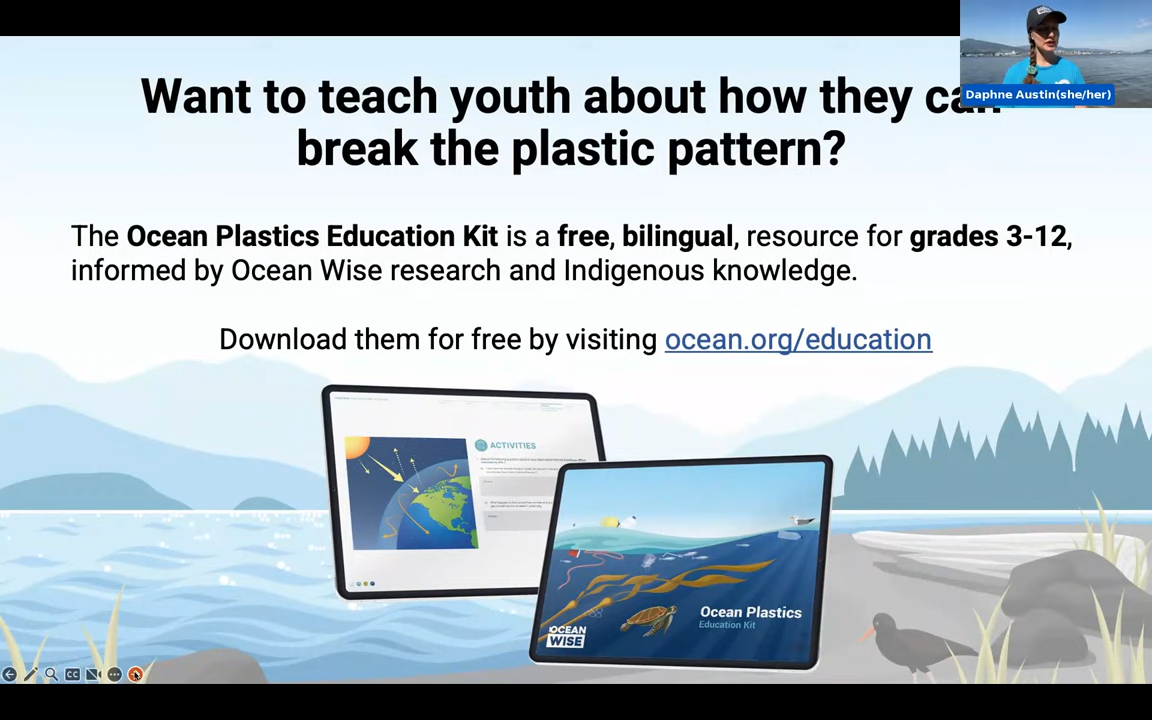 Want to teach youth about how they can
break the plastic pattern?
Daphne Austin(she/her)
The Ocean Plastics Education Kit is a free, bilingual, resource for grades 3-12,
informed by Ocean Wise research and Indigenous knowledge.
Download them for free by visiting ocean.org/education
ACTIVITIES
Ocean Plastics
Education Kit
OCEAN
WISE
CC